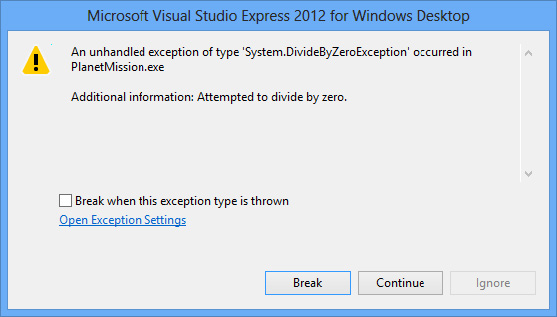 Microsoft Visual Studio Express 2012 for Windows Desktop
An unhandled exception of type 'System.DivideByZeroException' occurred in
PlanetMission.exe
Additional information: Attempted to divide by zero.
Break when this exception type is thrown
Open Exception Settings
Break Continue Ignore